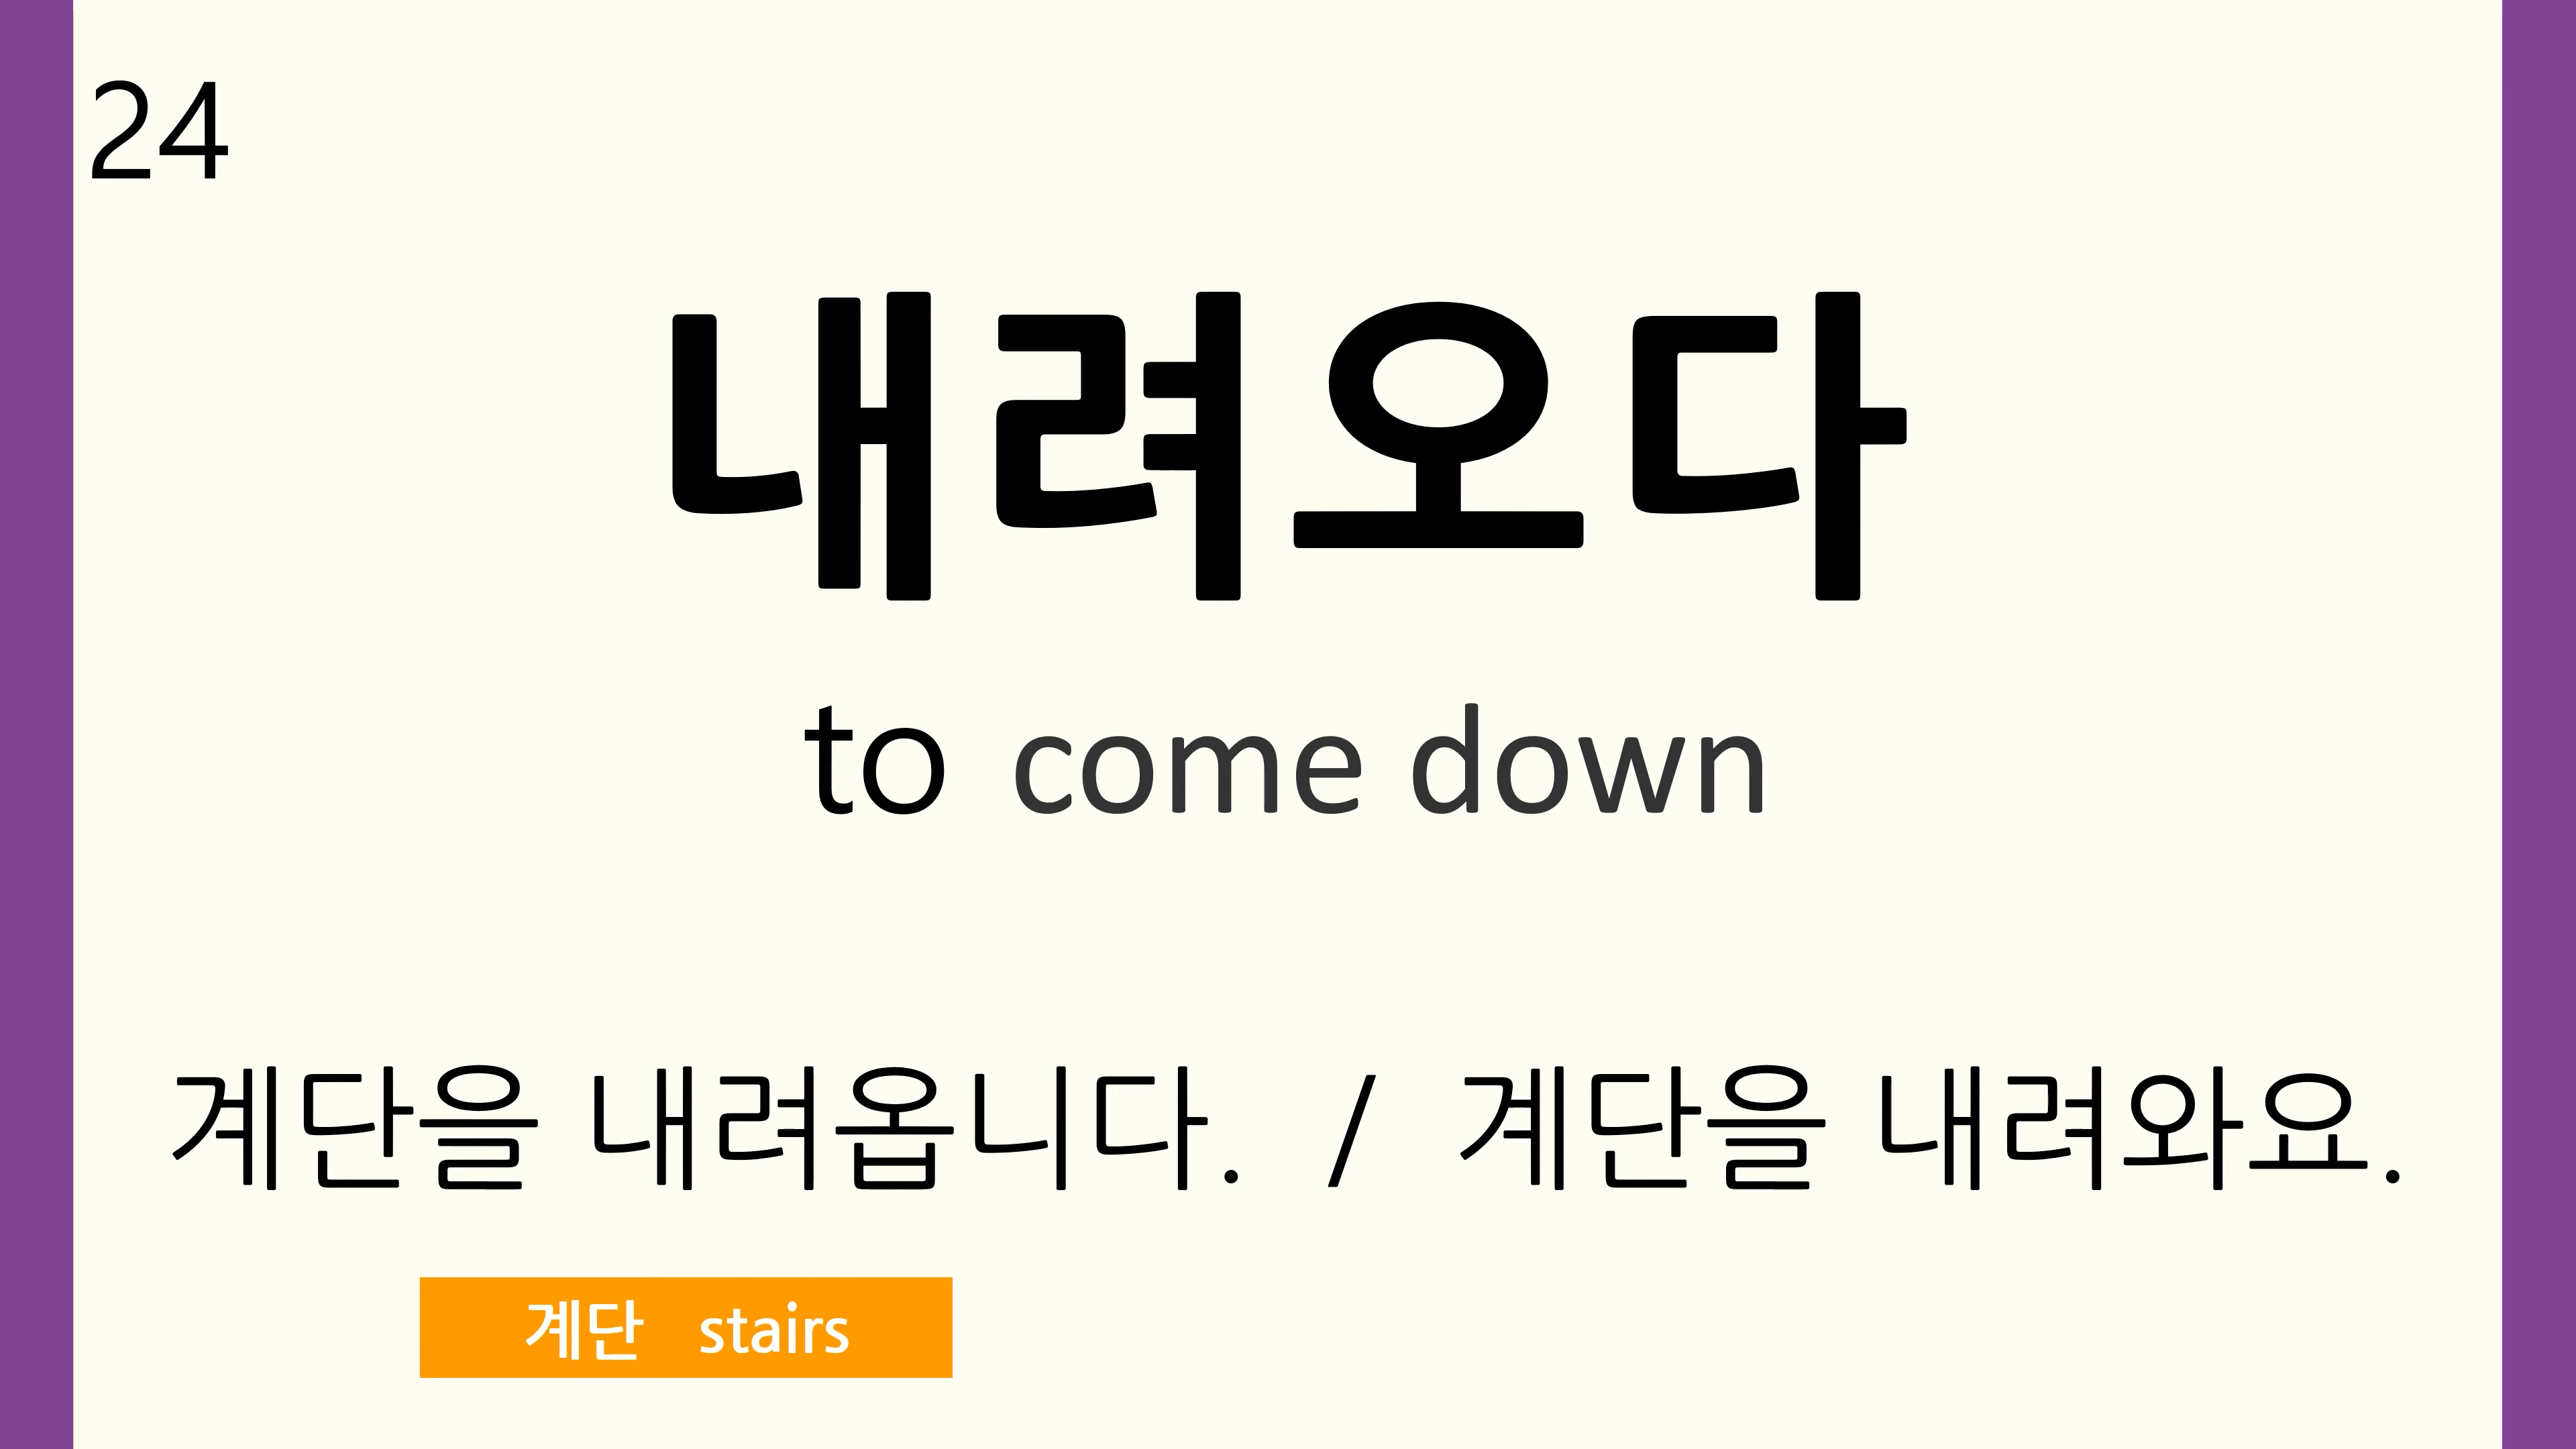 24
내려오다
to come down
계단을 내려옵니다. / 계단을 내려와요.
계단 stairs